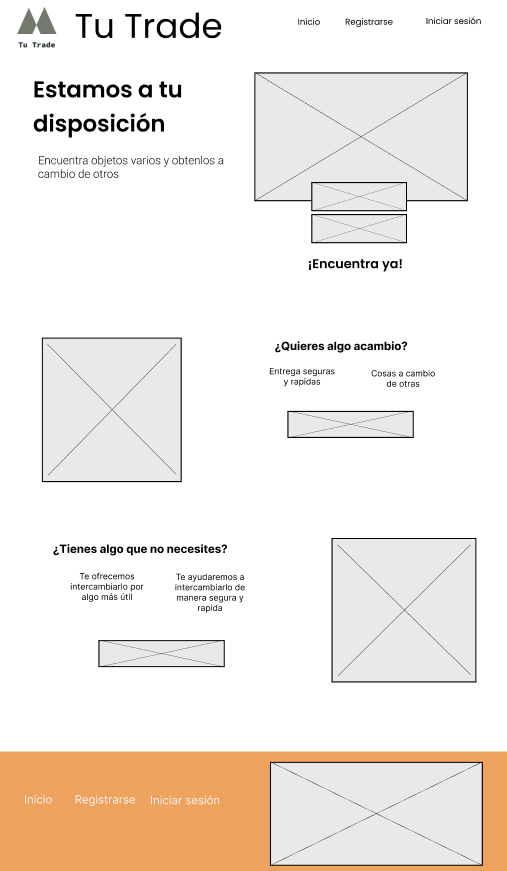 Tu Trade
Tu Trade
Inicio
Registrarse
Iniciar sesión
Estamos a tu
disposición
Encuentra objetos varios y obtenlos a
cambio de otros
¡Encuentra ya!
¿Quieres algo acambio?
Entrega seguras
y rapidas
Cosas a cambio
de otras
¿Tienes algo que no necesites?
Te ofrecemos
intercambiarlo por
algo más útil
Te ayudaremos a
intercambiarlo de
manera segura y
rapida
Inicio
Registrarse
Iniciar sesión